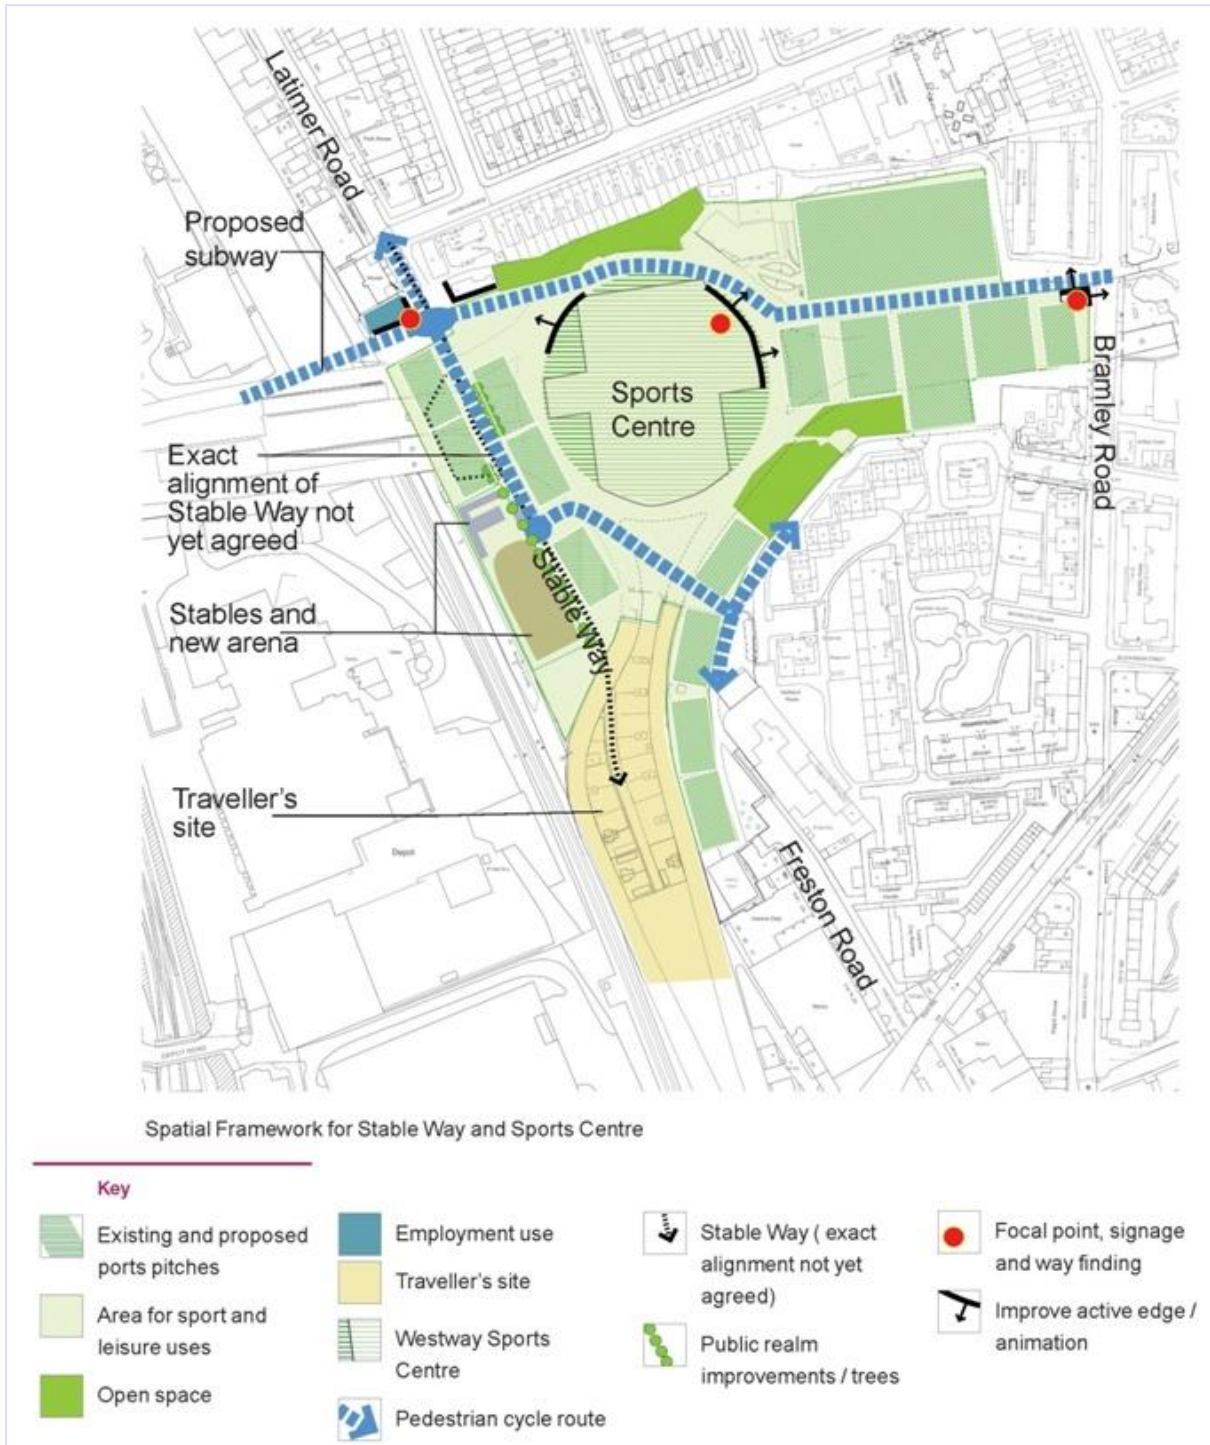 Latimer Road
Proposed
subway
Sports
Centre
Bramley Road
Exact
alignment of
Stable Way not
yet agreed
Stable Way
Stables and
new arena
Traveller's
site
Depot
Freston Road
DEPOT ROAD
Spatial Framework for Stable Way and Sports Centre
Key
Existing and proposed
ports pitches
Area for sport and
leisure uses
Open space
Employment use
Traveller's site
Westway Sports
Centre
Pedestrian cycle route
Stable Way ( exact
alignment not yet
agreed)
Public realm
improvements / trees
Focal point, signage
and way finding
Improve active edge /
animation